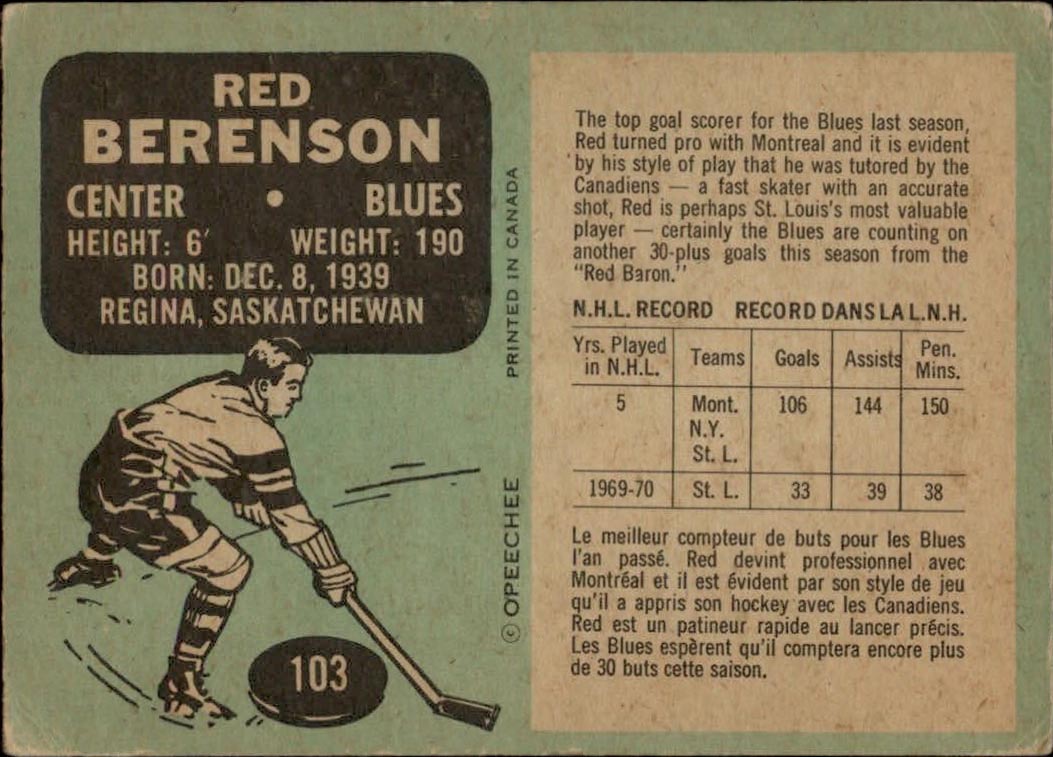 RED
BERENSON
CENTER • BLUES
HEIGHT: 6' WEIGHT: 190
BORN: DEC. 8, 1939
REGINA, SASKATCHEWAN
103
© O'PEECHEE PRINTED IN CANADA
The top goal scorer for the Blues last season,
Red turned pro with Montreal and it is evident
by his style of play that he was tutored by the
Canadiens — a fast skater with an accurate
shot, Red is perhaps St. Louis's most valuable
player — certainly the Blues are counting on
another 30-plus goals this season from the
"Red Baron."
N.H.L. RECORD RECORD DANS LA L.N.H.
Yrs. Played in N.H.L. Teams Goals Assists Pen. Mins.
5 Mont. 106 144 150
N.Y.
St. L.
1969-70 St. L. 33 39 38
Le meilleur compteur de buts pour les Blues
l'an passé. Red devint professionnel avec
Montréal et il est évident par son style de jeu
qu'il a appris son hockey avec les Canadiens.
Red est un patineur rapide au lancer précis.
Les Blues espèrent qu'il comptera encore plus
de 30 buts cette saison.